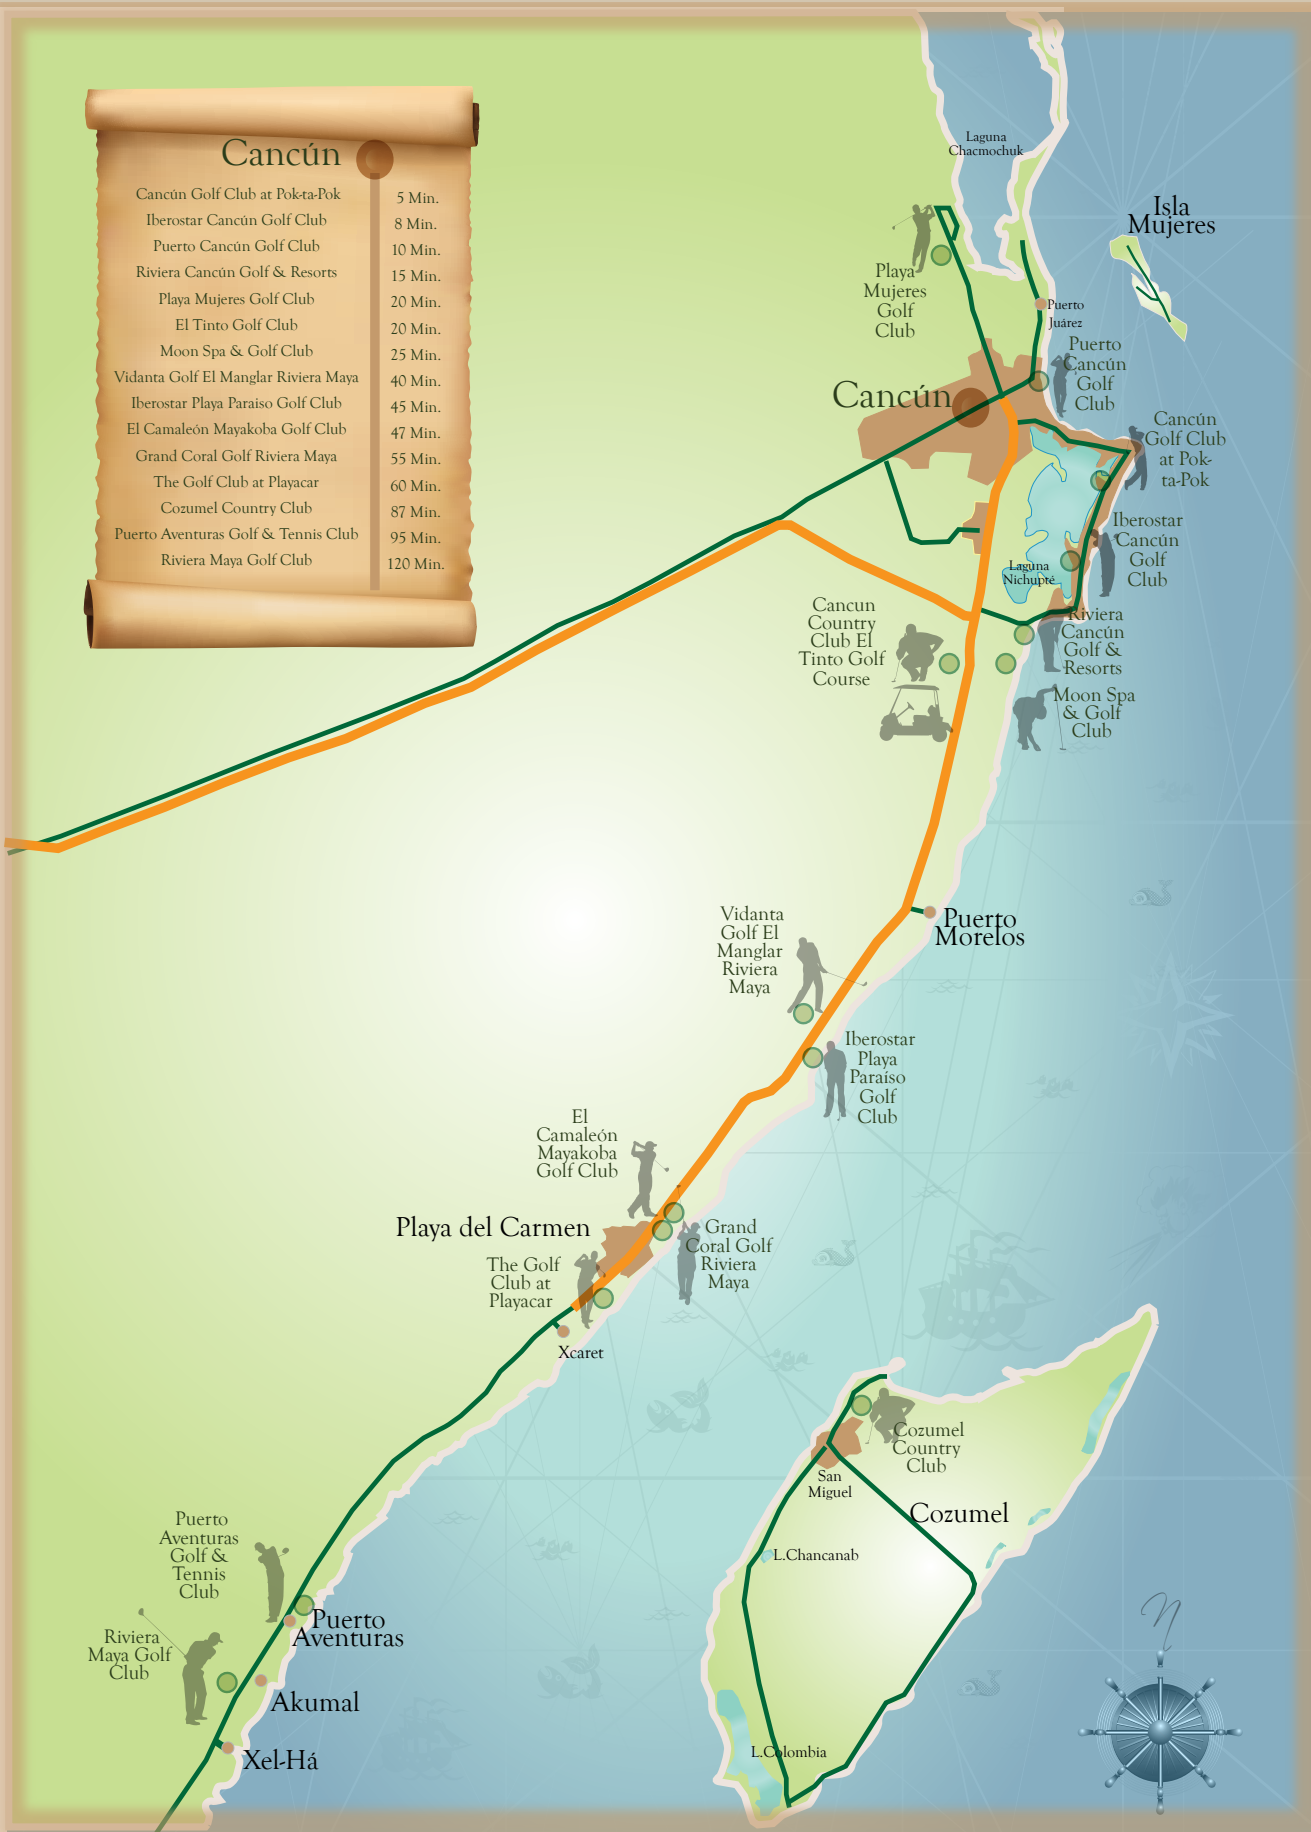 Cancún
Cancún Golf Club at Pok-ta-Pok 5 Min.
Iberostar Cancún Golf Club 8 Min.
Puerto Cancún Golf Club 10 Min.
Riviera Cancún Golf & Resorts 15 Min.
Playa Mujeres Golf Club 20 Min.
El Tinto Golf Club 20 Min.
Moon Spa & Golf Club 25 Min.
Vidanta Golf El Manglar Riviera Maya 40 Min.
Iberostar Playa Paraiso Golf Club 45 Min.
El Camaleón Mayakoba Golf Club 47 Min.
Grand Coral Golf Riviera Maya 55 Min.
The Golf Club at Playacar 60 Min.
Cozumel Country Club 87 Min.
Puerto Aventuras Golf & Tennis Club 95 Min.
Riviera Maya Golf Club 120 Min.
Laguna
Chacmochuk
Isla
Mujeres
Playa
Mujeres
Golf
Club
Puerto
Juárez
Puerto
Cancún
Golf
Club
Cancún
Cancún
Golf Club
at Pok-
ta-Pok
Iberostar
Cancún
Golf
Club
Laguna
Nichupté
Cancun
Country
Club El
Tinto Golf
Course
Riviera
Cancún
Golf &
Resorts
Moon Spa
& Golf
Club
Puerto
Morelos
Vidanta
Golf El
Manglar
Riviera
Maya
Iberostar
Playa
Paraíso
Golf
Club
El
Camaleón
Mayakoba
Golf Club
Playa del Carmen
Grand
Coral Golf
Riviera
Maya
The Golf
Club at
Playacar
Xcaret
Cozumel
Country
Club
San
Miguel
Cozumel
L.Chancanab
L.Colombia
Puerto
Aventuras
Golf &
Tennis
Club
Puerto
Aventuras
Riviera
Maya Golf
Club
Akumal
Xel-Há
N